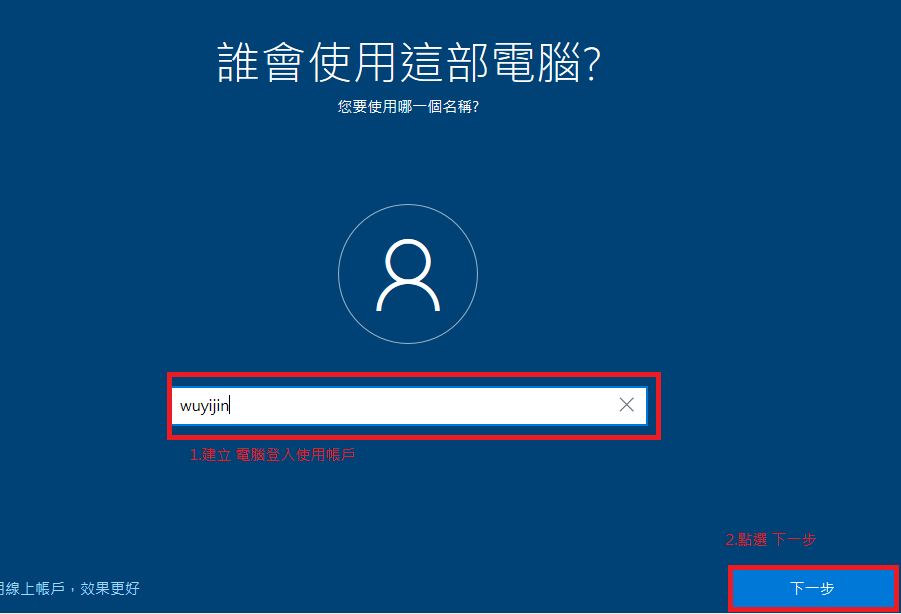 誰會使用這部電腦?
您要使用哪一個名稱?
wuyijin
1.建立 電腦登入使用帳戶
2.點選 下一步
用線上帳戶，效果更好
下一步